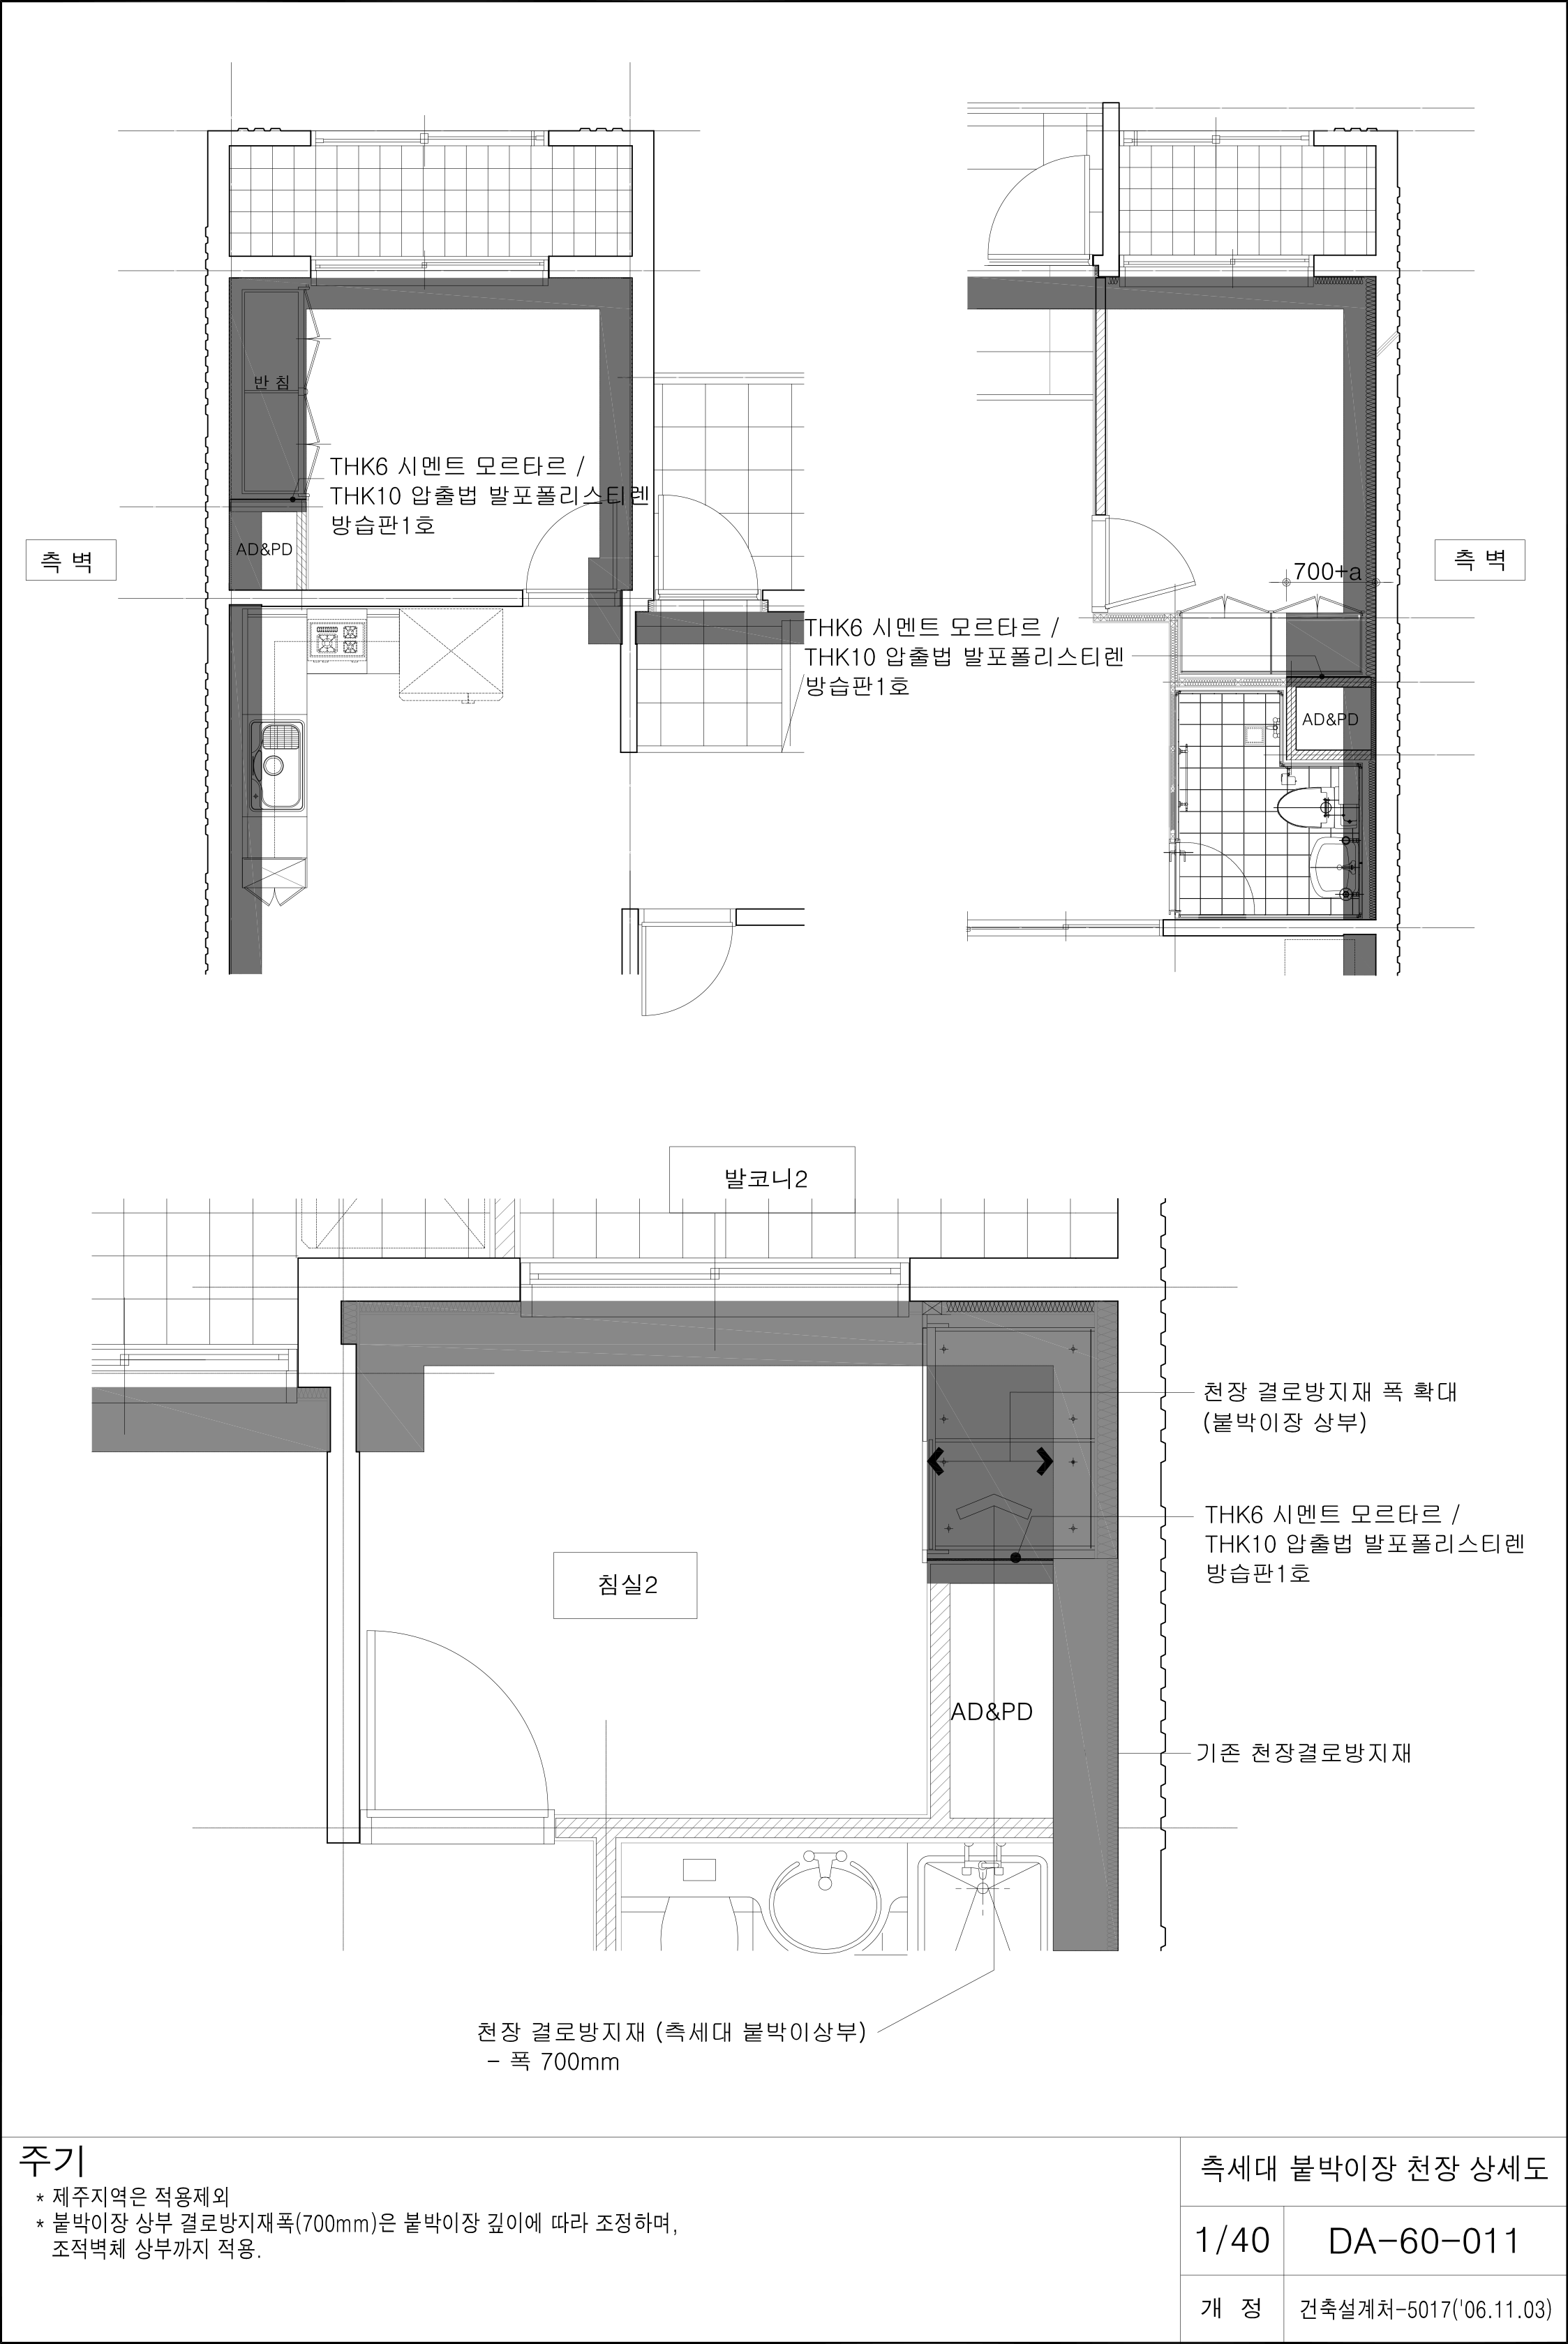 반 침
THK6 시멘트 모르타르 /
THK10 압출법 발포폴리스티렌
방습판1호
AD&PD
측 벽
측 벽
700+a
THK6 시멘트 모르타르 /
THK10 압출법 발포폴리스티렌
방습판1호
AD&PD
발코니2
천장 결로방지재 폭 확대
(붙박이장 상부)
THK6 시멘트 모르타르 /
THK10 압출법 발포폴리스티렌
방습판1호
침실2
AD&PD
기존 천장결로방지재
천장 결로방지재 (측세대 붙박이상부)
- 폭 700mm
주기
* 제주지역은 적용제외
* 붙박이장 상부 결로방지재폭(700mm)은 붙박이장 깊이에 따라 조정하며,
조적벽체 상부까지 적용.
측세대 붙박이장 천장 상세도
1/40
DA-60-011
개 정
건축설계처-5017('06.11.03)